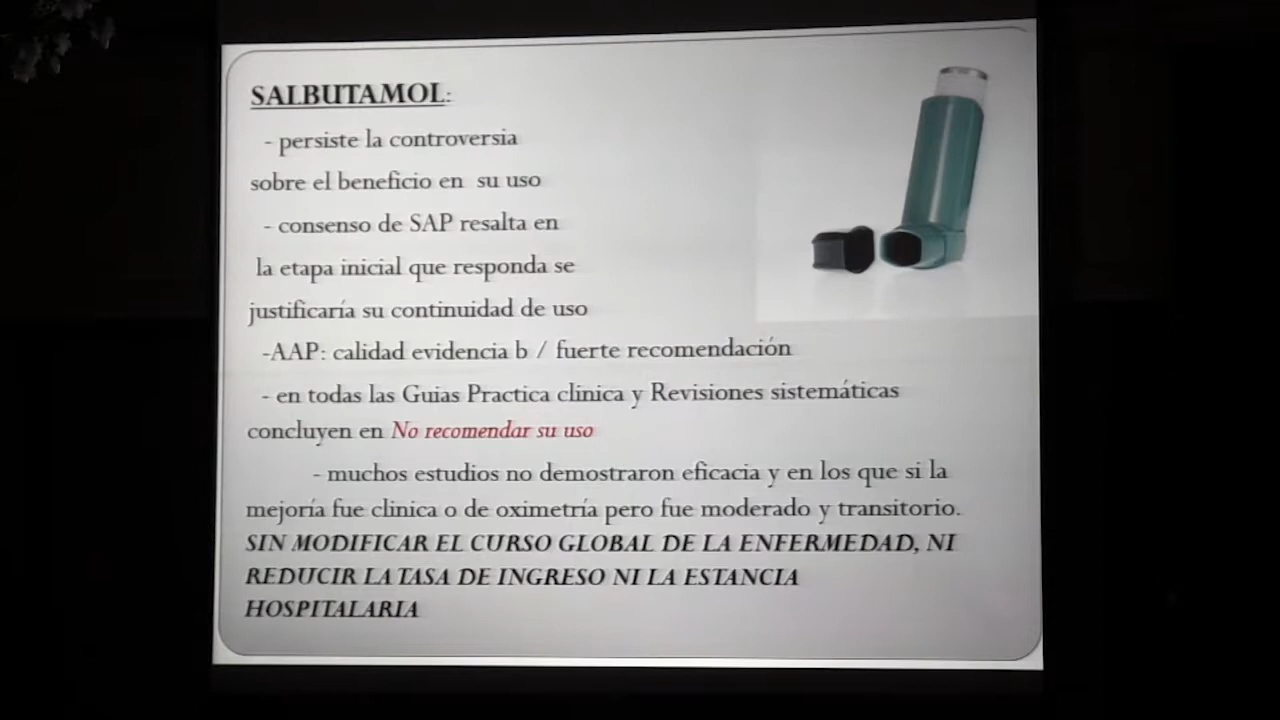 SALBUTAMOL:
- persiste la controversia
sobre el beneficio en su uso
- consenso de SAP resalta en
la etapa inicial que responda se
justificaría su continuidad de uso
-AAP: calidad evidencia b / fuerte recomendación
- en todas las Guias Practica clinica y Revisiones sistemáticas
concluyen en No recomendar su uso
- muchos estudios no demostraron eficacia y en los que si la
mejoría fue clinica o de oximetría pero fue moderado y transitorio.
SIN MODIFICAR EL CURSO GLOBAL DE LA ENFERMEDAD, NI
REDUCIR LA TASA DE INGRESO NI LA ESTANCIA
HOSPITALARIA